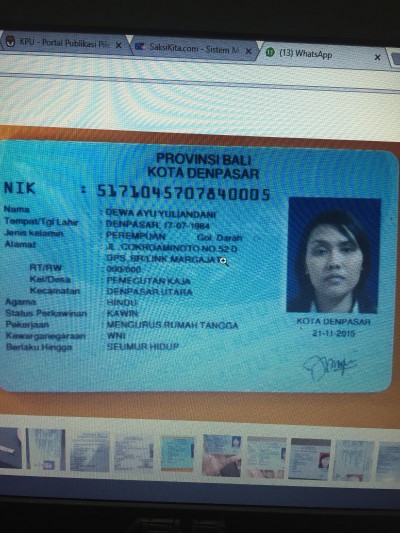 KPU - Portal Publikasi Pil
SaksiKita.com - Sistem M
(13) WhatsApp
PROVINSI BALI
KOTA DENPASAR
NIK : 5171045707840005
Nama : DEWA AYU YULIANDANI
Tempat/Tgl Lahir : DENPASAR, 17-07-1984
Jenis kelamin : PEREMPUAN Gol. Darah
Alamat : JL. COKROAMINOTO NO.52 D
DPS, BR/LINK MARGAJATI
RT/RW : 000/000
Kel/Desa : PEMECUTAN KAJA
Kecamatan : DENPASAR UTARA
Agama : HINDU
Status Perkawinan : KAWIN
Pekerjaan : MENGURUS RUMAH TANGGA
Kewarganegaraan : WNI
Berlaku Hingga : SEUMUR HIDUP
KOTA DENPASAR
21-11-2015